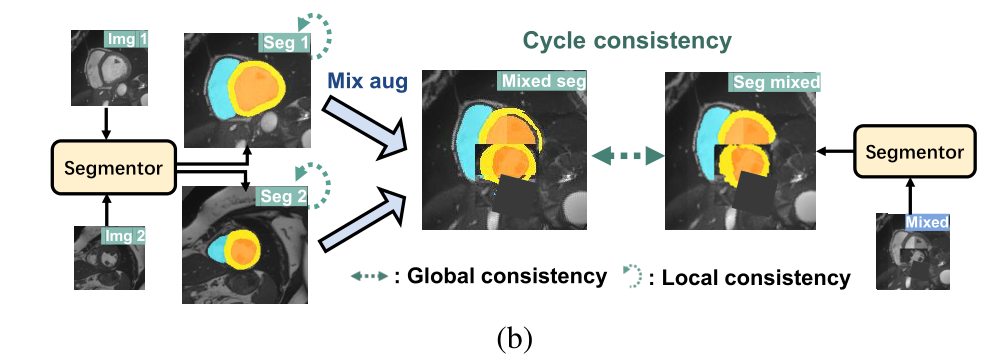 Img 1
Seg 1
Cycle consistency
Mix aug
Mixed seg
Seg mixed
Segmentor
Segmentor
Seg 2
Img 2
Mixed
: Global consistency
: Local consistency
(b)